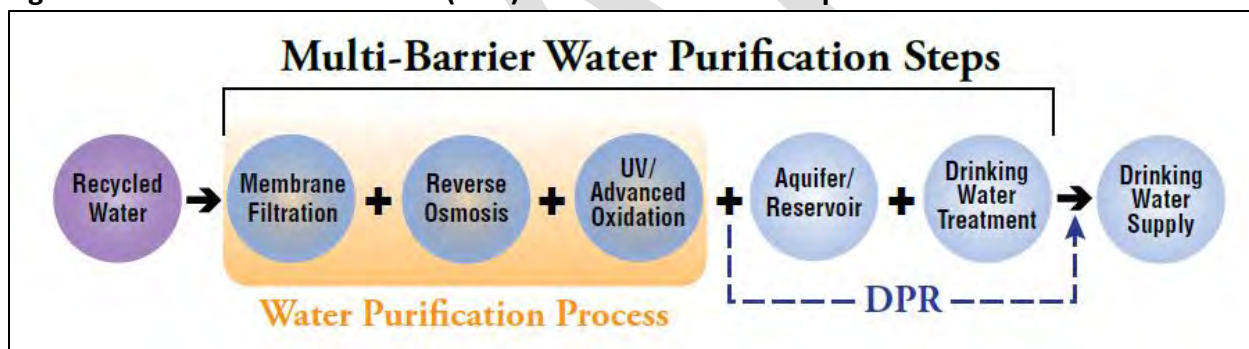 Multi-Barrier Water Purification Steps
Recycled
Water
Membrane
Filtration
+
Reverse
Osmosis
+
UV/
Advanced
Oxidation
+
Aquifer/
Reservoir
+
Drinking
Water
Treatment
Drinking
Water
Supply
DPR
Water Purification Process